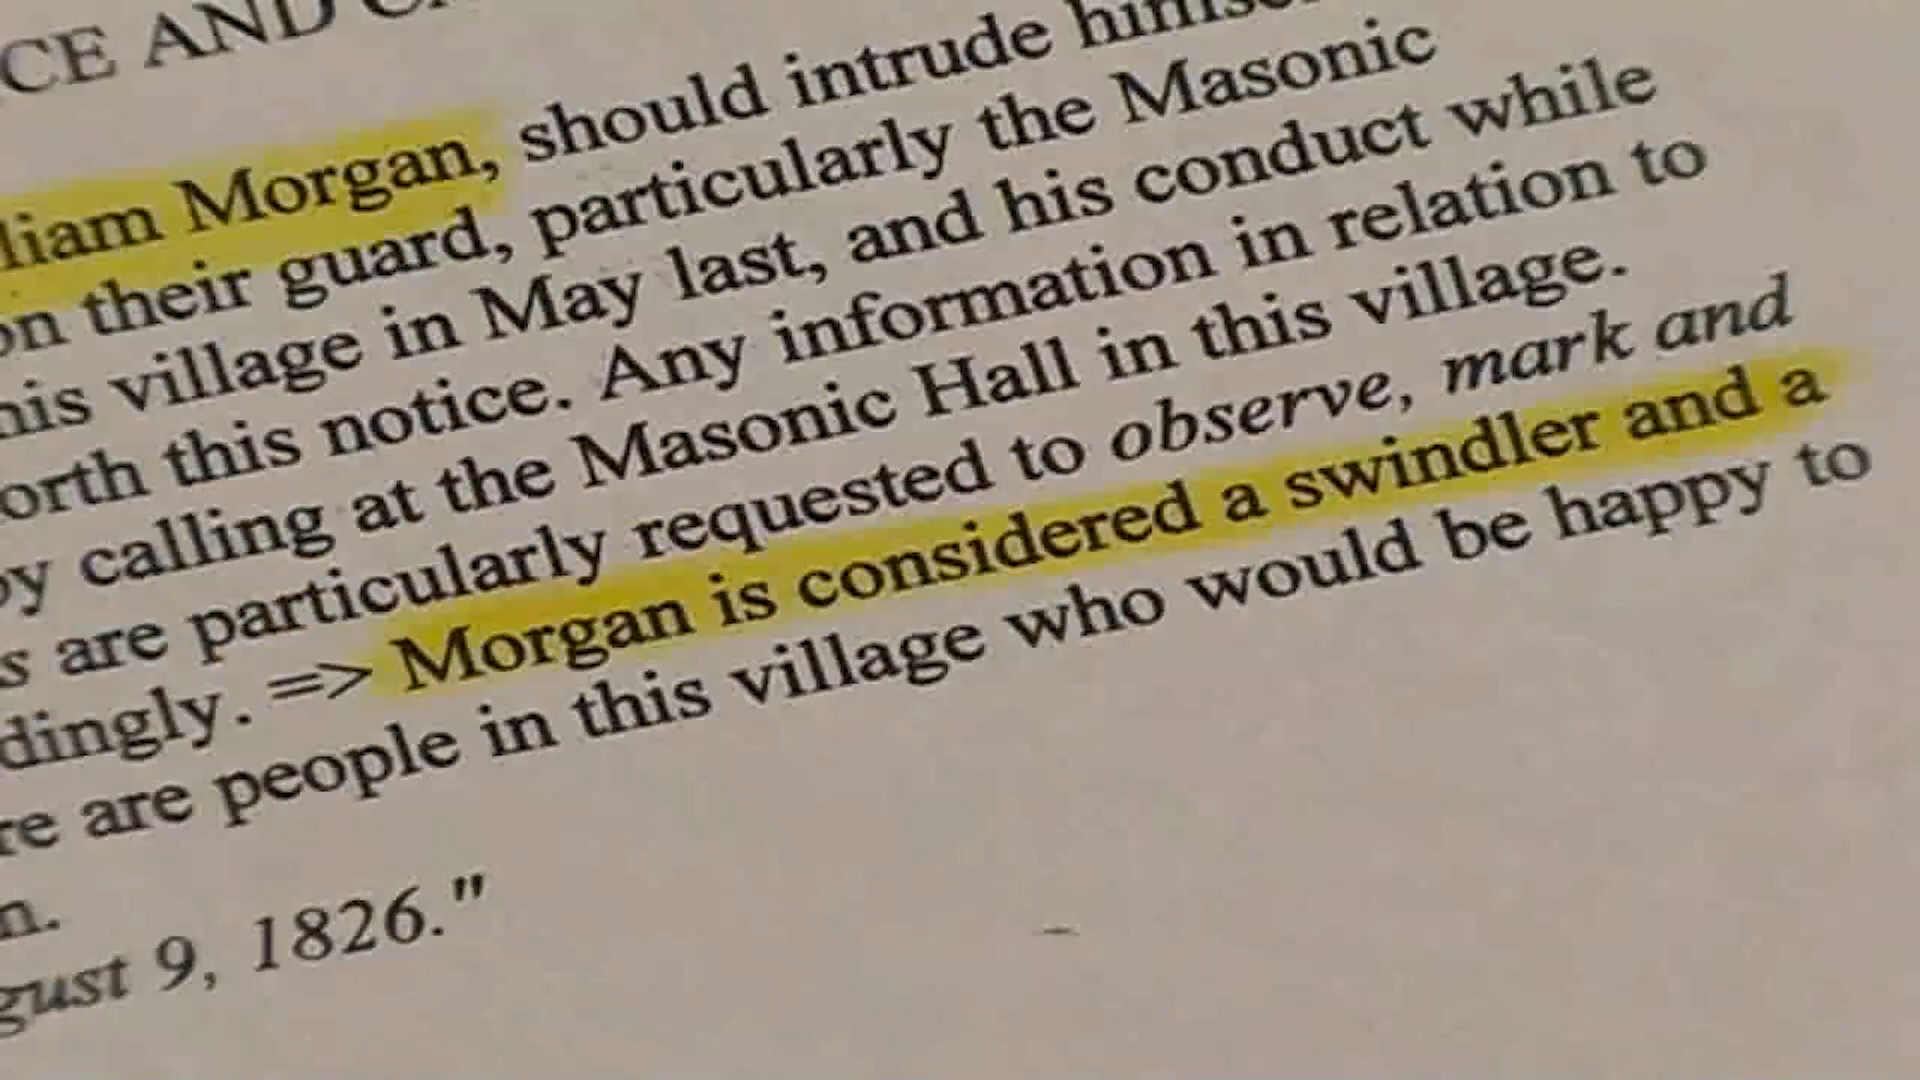 CE AND
liam Morgan, should intrude
on their guard, particularly the Masonic
his village in May last, and his conduct while
orth this notice. Any information in relation to
by calling at the Masonic Hall in this village.
s are particularly requested to observe, mark and
dingly. => Morgan is considered a swindler and a
re are people in this village who would be happy to
n.
gust 9, 1826."